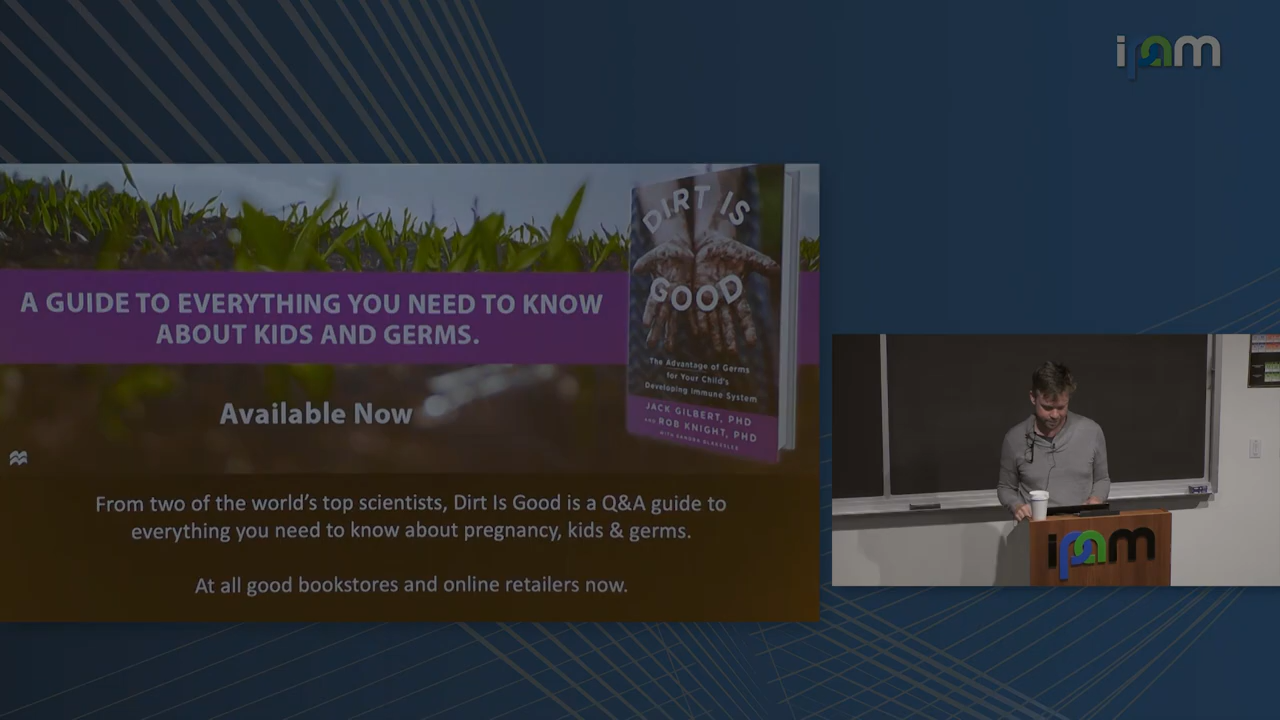 ipam
DIRT IS
GOOD
A GUIDE TO EVERYTHING YOU NEED TO KNOW
ABOUT KIDS AND GERMS.
The Advantage of Germs
for Your Child's
Developing Immune System
Available Now
JACK GILBERT, PHD
AND ROB KNIGHT, PHD
WITH SANDRA BLAKESLEE
From two of the world's top scientists, Dirt Is Good is a Q&A guide to
everything you need to know about pregnancy, kids & germs.
At all good bookstores and online retailers now.
ipam